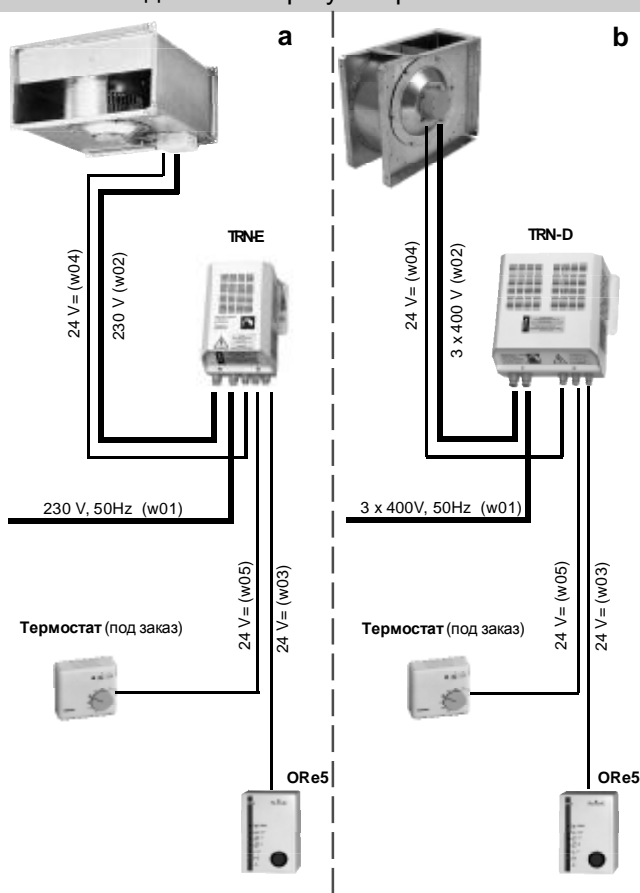 a
b
TRN-E
TRN-D
24 V= (w04)
230 V (w02)
24 V= (w04)
3 x 400 V (w02)
230 V, 50Hz (w01)
3 x 400V, 50Hz (w01)
24 V= (w05)
24 V= (w03)
24 V= (w05)
24 V= (w03)
Термостат (под заказ)
Термостат (под заказ)
ORe5
ORe5